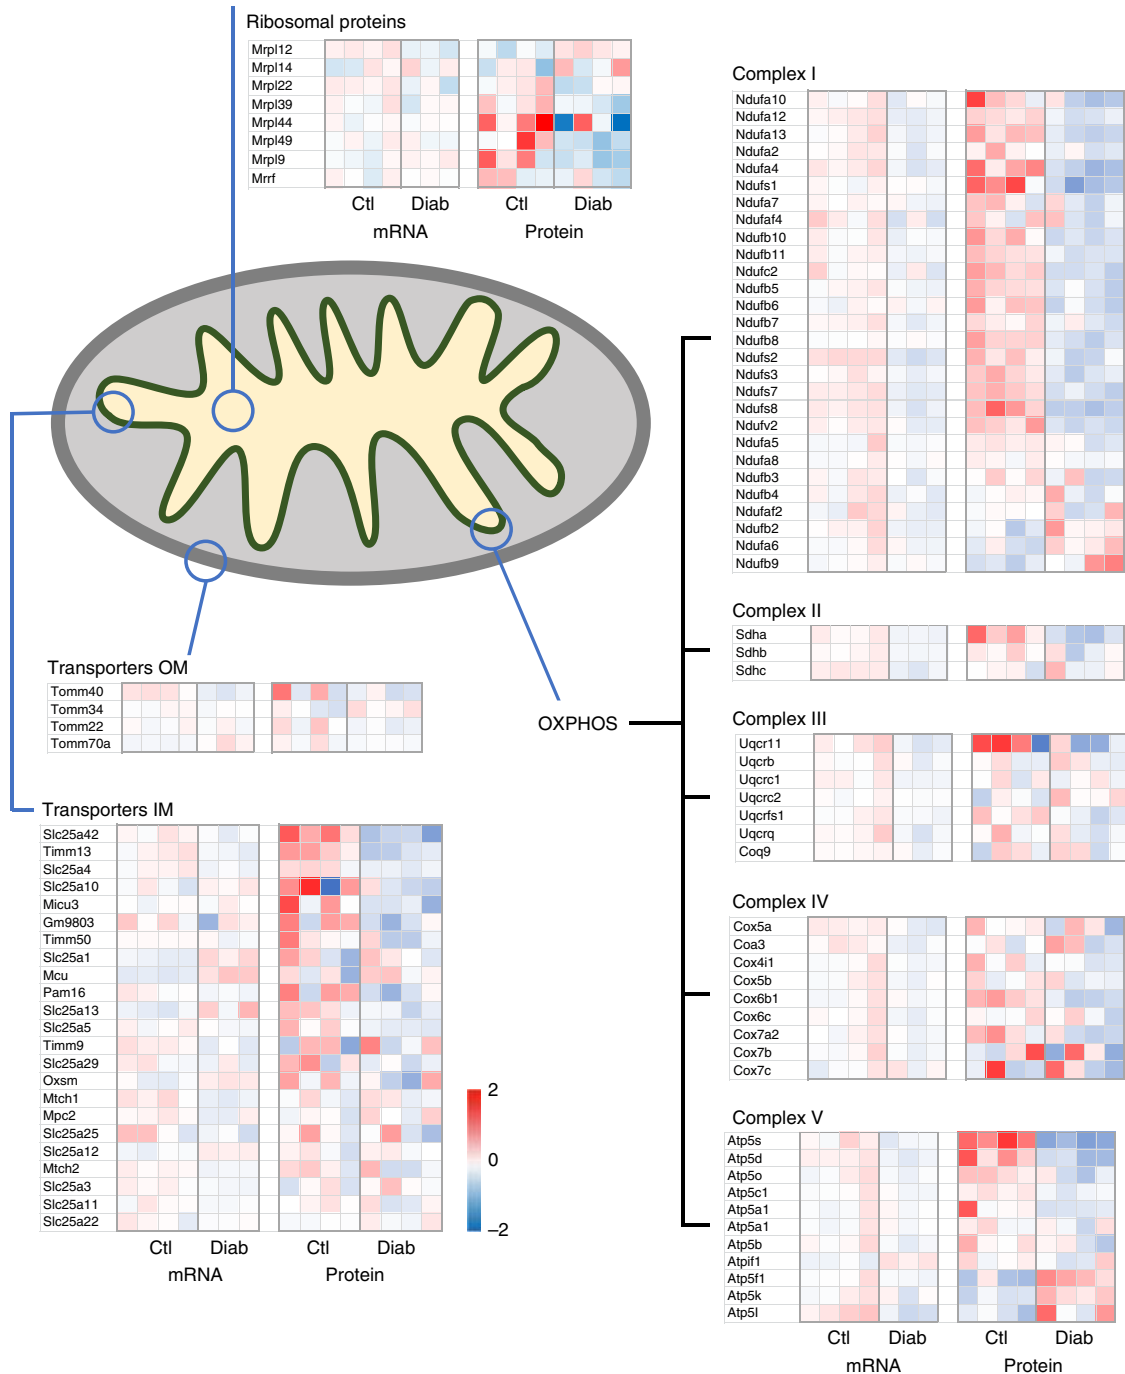 Ribosomal proteins
Mrpl12
Mrpl14
Mrpl22
Mrpl39
Mrpl44
Mrpl49
Mrpl9
Mrrf
Ctl Diab Ctl Diab
mRNA Protein
Transporters OM
Tomm40
Tomm34
Tomm22
Tomm70a
Transporters IM
Slc25a42
Timm13
Slc25a4
Slc25a10
Micu3
Gm9803
Timm50
Slc25a1
Mcu
Pam16
Slc25a13
Slc25a5
Timm9
Slc25a29
Oxsm
Mtch1
Mpc2
Slc25a25
Slc25a12
Mtch2
Slc25a3
Slc25a11
Slc25a22
Ctl Diab Ctl Diab
mRNA Protein
2
0
−2
OXPHOS
Complex I
Ndufa10
Ndufa12
Ndufa13
Ndufa2
Ndufa4
Ndufs1
Ndufa7
Ndufaf4
Ndufb10
Ndufb11
Ndufc2
Ndufb5
Ndufb6
Ndufb7
Ndufb8
Ndufs2
Ndufs3
Ndufs7
Ndufs8
Ndufv2
Ndufa5
Ndufa8
Ndufb3
Ndufb4
Ndufaf2
Ndufb2
Ndufa6
Ndufb9
Complex II
Sdha
Sdhb
Sdhc
Complex III
Uqcr11
Uqcrb
Uqcrc1
Uqcrc2
Uqcrfs1
Uqcrq
Coq9
Complex IV
Cox5a
Coa3
Cox4i1
Cox5b
Cox6b1
Cox6c
Cox7a2
Cox7b
Cox7c
Complex V
Atp5s
Atp5d
Atp5o
Atp5c1
Atp5a1
Atp5a1
Atp5b
Atpif1
Atp5f1
Atp5k
Atp5l
Ctl Diab Ctl Diab
mRNA Protein